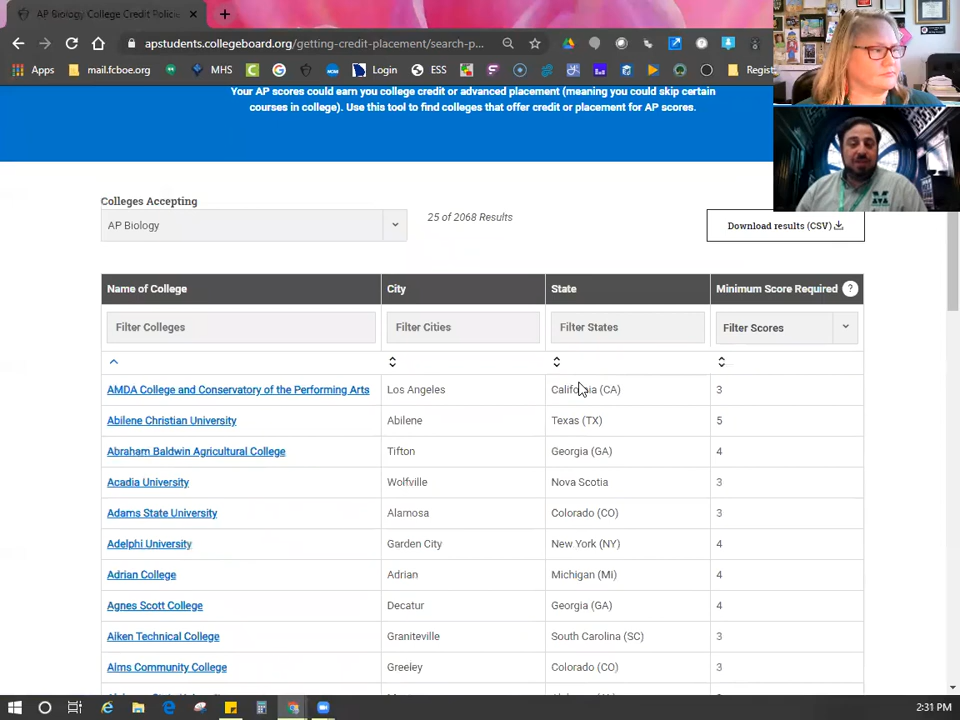 AP Biology College Credit Policie
apstudents.collegeboard.org/getting-credit-placement/search-p...
Apps
mail.fcboe.org
MHS
Login
ESS
Regist
Your AP scores could earn you college credit or advanced placement (meaning you could skip certain
courses in college). Use this tool to find colleges that offer credit or placement for AP scores.
Colleges Accepting
AP Biology
25 of 2068 Results
Download results (CSV)
Name of College City State Minimum Score Required ?
Filter Colleges Filter Cities Filter States Filter Scores
AMDA College and Conservatory of the Performing Arts Los Angeles California (CA) 3
Abilene Christian University Abilene Texas (TX) 5
Abraham Baldwin Agricultural College Tifton Georgia (GA) 4
Acadia University Wolfville Nova Scotia 3
Adams State University Alamosa Colorado (CO) 3
Adelphi University Garden City New York (NY) 4
Adrian College Adrian Michigan (MI) 4
Agnes Scott College Decatur Georgia (GA) 4
Aiken Technical College Graniteville South Carolina (SC) 3
Aims Community College Greeley Colorado (CO) 3
2:31 PM